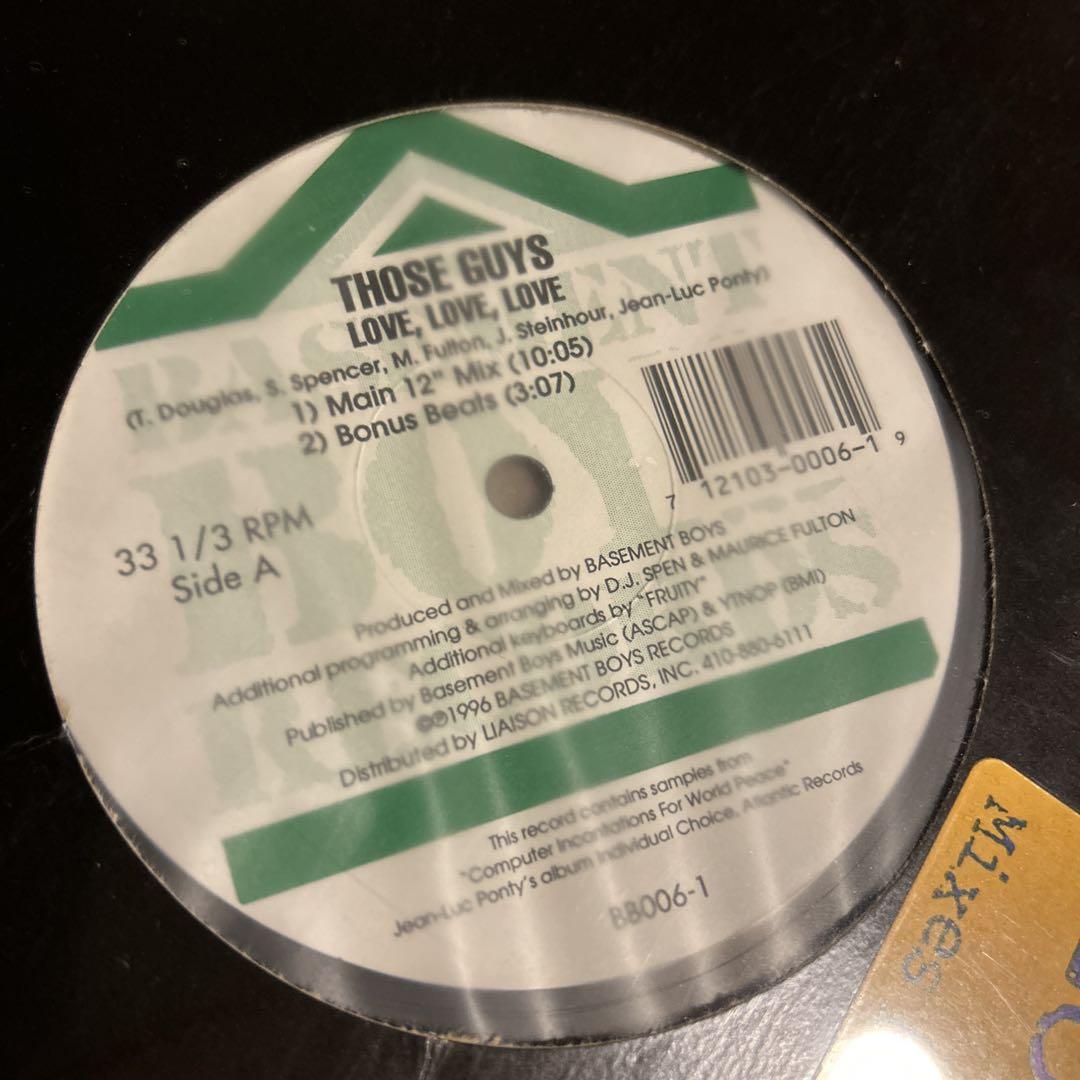 THOSE GUYS
LOVE, LOVE, LOVE
(T. Douglas, S. Spencer, M. Fulton, J. Steinhour, Jean-Luc Ponty)
1) Main 12" Mix (10:05)
2) Bonus Beats (3:07)
7 12103-0006-1 9
33 1/3 RPM
Side A
BASEMENT
BOYS
RECORDS
Produced and Mixed by BASEMENT BOYS
Additional programming & arranging by D.J. SPEN & MAURICE FULTON
Additional keyboards by "FRUITY"
Published by Basement Boys Music (ASCAP) & YTNOP (BMI)
©℗1996 BASEMENT BOYS RECORDS
Distributed by LIAISON RECORDS, INC. 410-880-6111
This record contains samples from
"Computer Incantations For World Peace"
Jean-Luc Ponty's album Individual Choice, Atlantic Records
BB006-1
Mixes